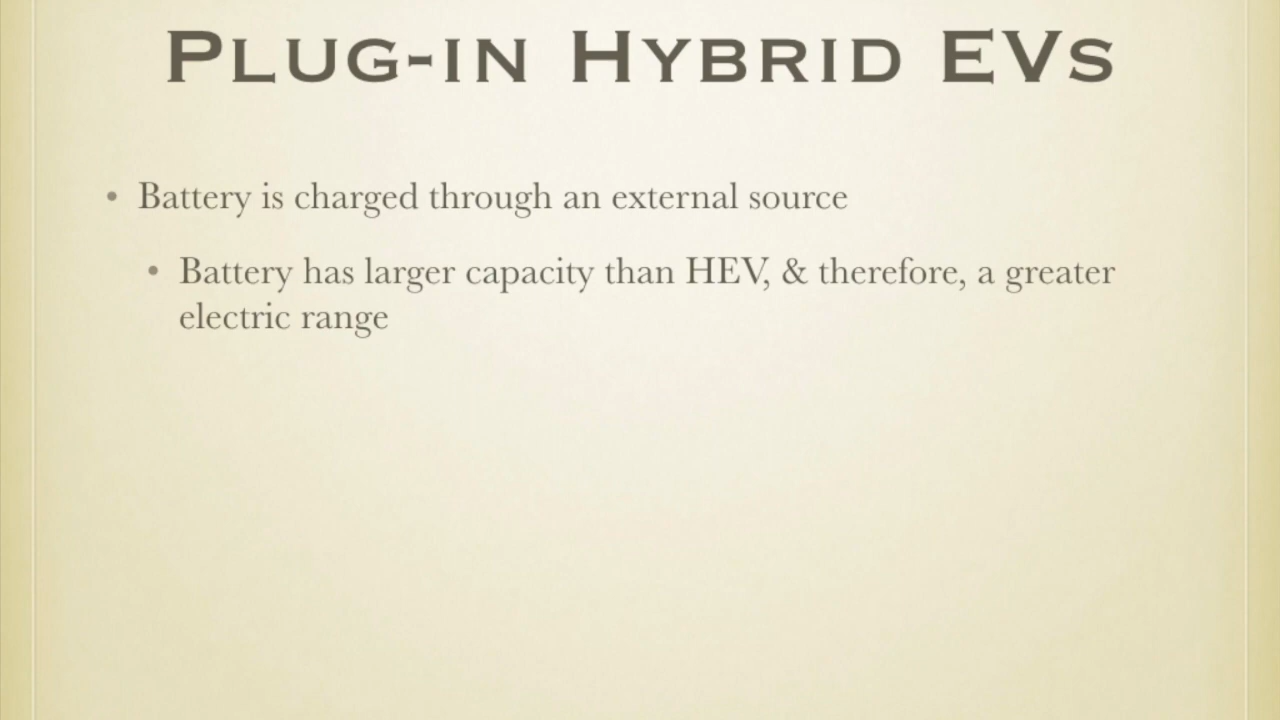 Plug-in Hybrid EVs
• Battery is charged through an external source
• Battery has larger capacity than HEV, & therefore, a greater
electric range